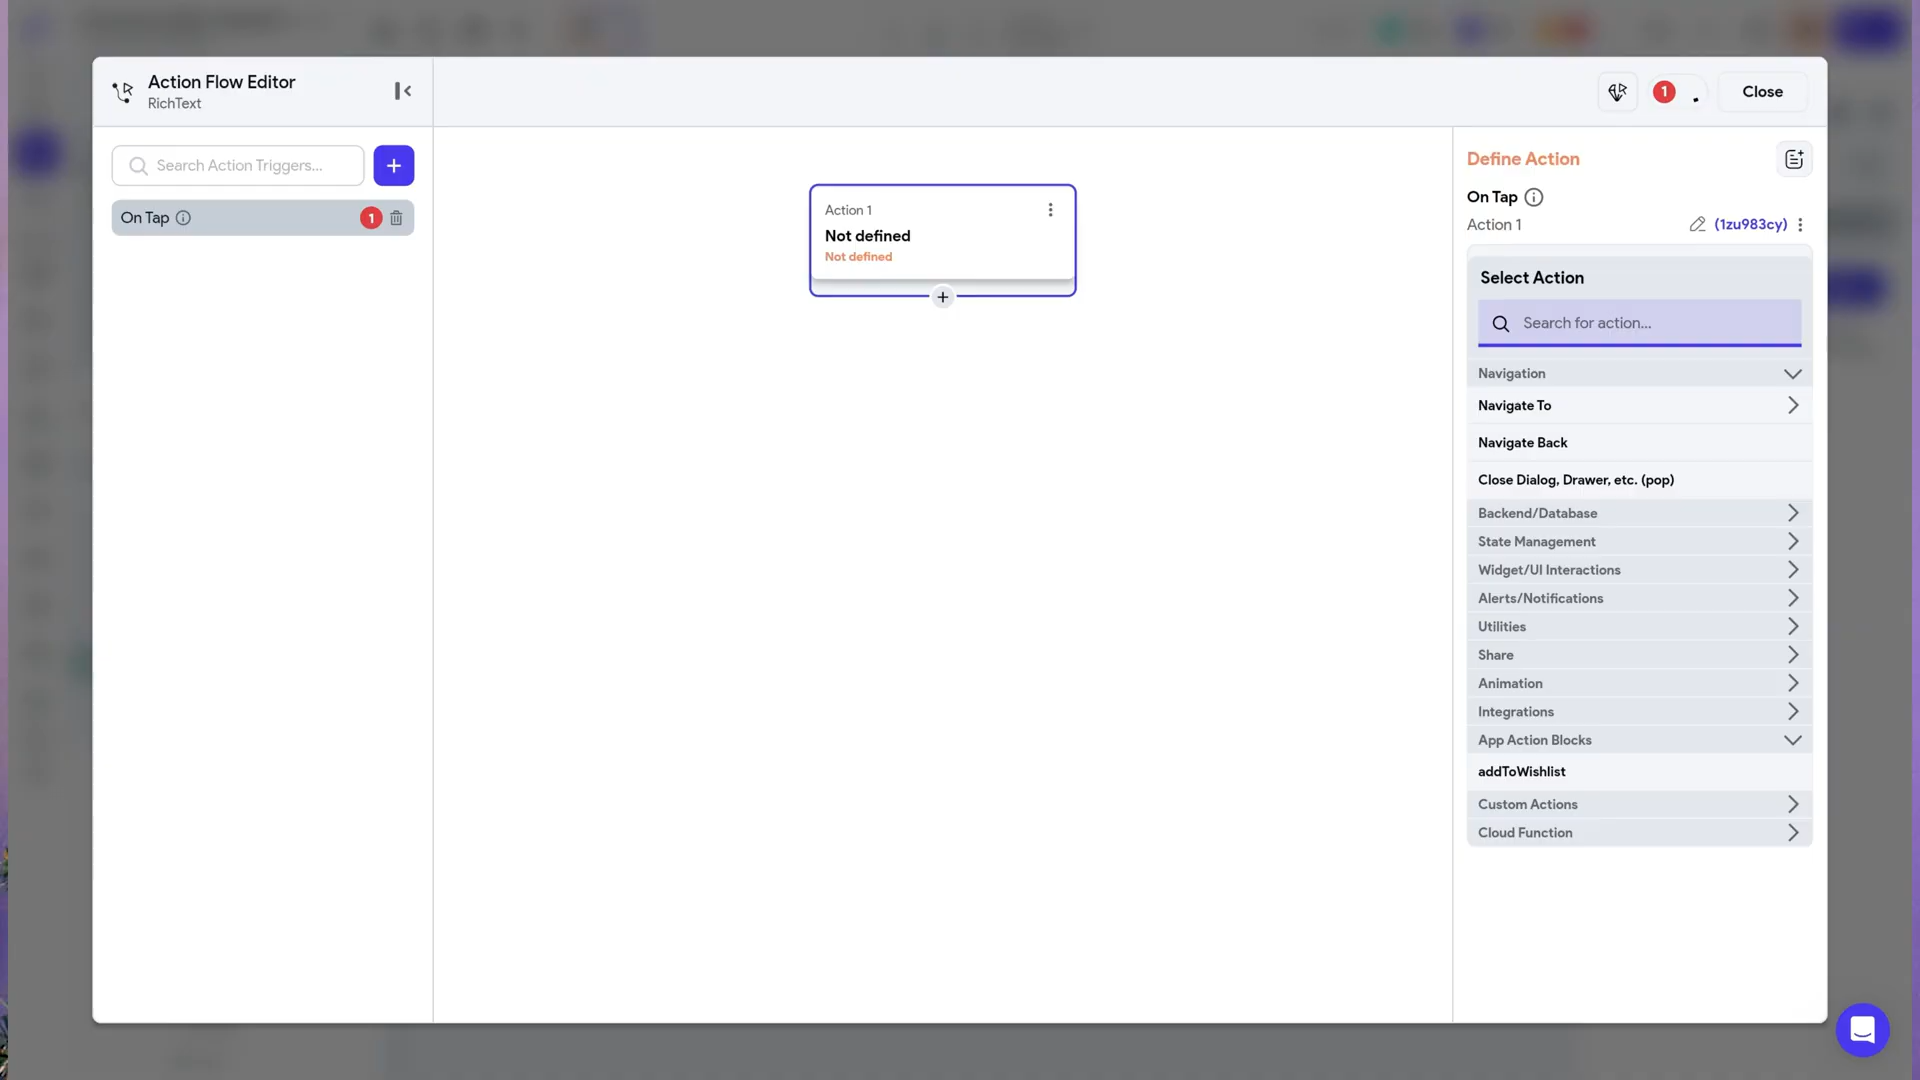 Action Flow Editor
RichText
1
Close
Search Action Triggers...
On Tap
1
Action 1
Not defined
Not defined
Define Action
On Tap
Action 1
(1zu983cy)
Select Action
Search for action...
Navigation
Navigate To
Navigate Back
Close Dialog, Drawer, etc. (pop)
Backend/Database
State Management
Widget/UI Interactions
Alerts/Notifications
Utilities
Share
Animation
Integrations
App Action Blocks
addToWishlist
Custom Actions
Cloud Function